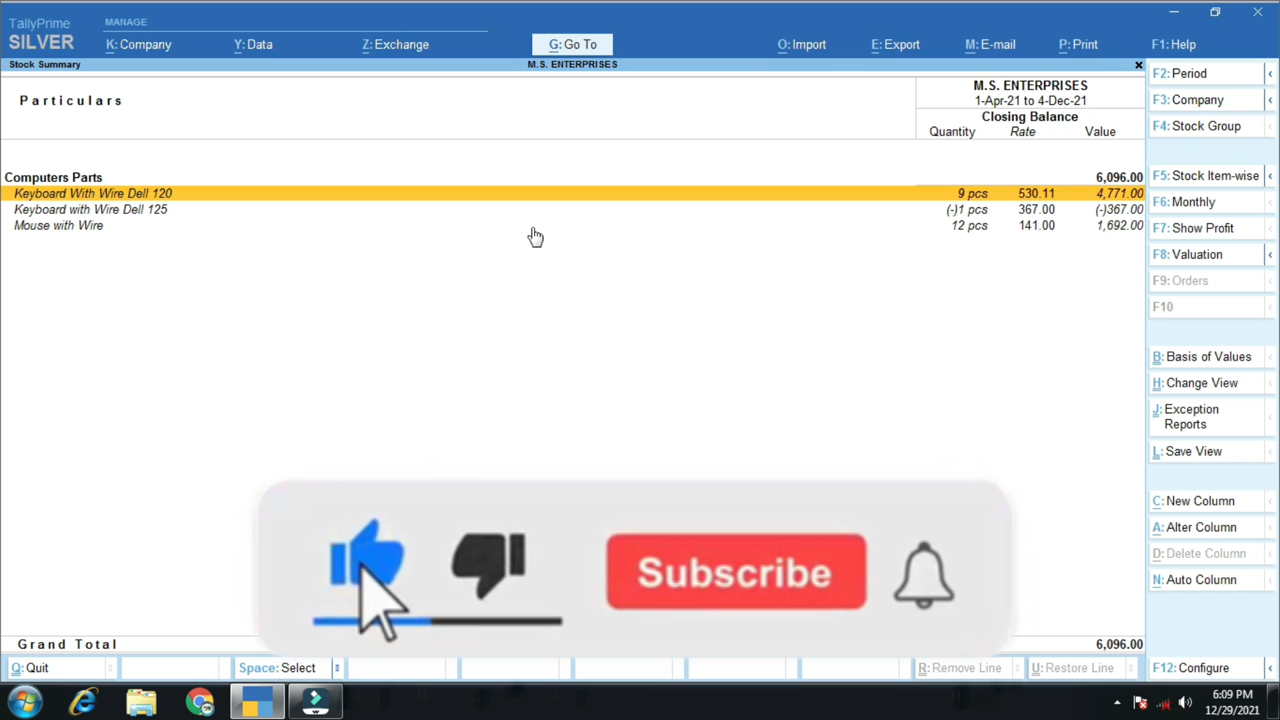 TallyPrime
SILVER
MANAGE
K: Company
Y: Data
Z: Exchange
G: Go To
O: Import
E: Export
M: E-mail
P: Print
F1: Help
Stock Summary
M.S. ENTERPRISES
Particulars
M.S. ENTERPRISES
1-Apr-21 to 4-Dec-21
Closing Balance
Quantity Rate Value
Computers Parts 6,096.00
Keyboard With Wire Dell 120 9 pcs 530.11 4,771.00
Keyboard with Wire Dell 125 (-)1 pcs 367.00 (-)367.00
Mouse with Wire 12 pcs 141.00 1,692.00
Grand Total 6,096.00
F2: Period
F3: Company
F4: Stock Group
F5: Stock Item-wise
F6: Monthly
F7: Show Profit
F8: Valuation
F9: Orders
F10
B: Basis of Values
H: Change View
J: Exception
Reports
L: Save View
C: New Column
A: Alter Column
D: Delete Column
N: Auto Column
Subscribe
Q: Quit
Space: Select
R: Remove Line
U: Restore Line
F12: Configure
6:09 PM
12/29/2021